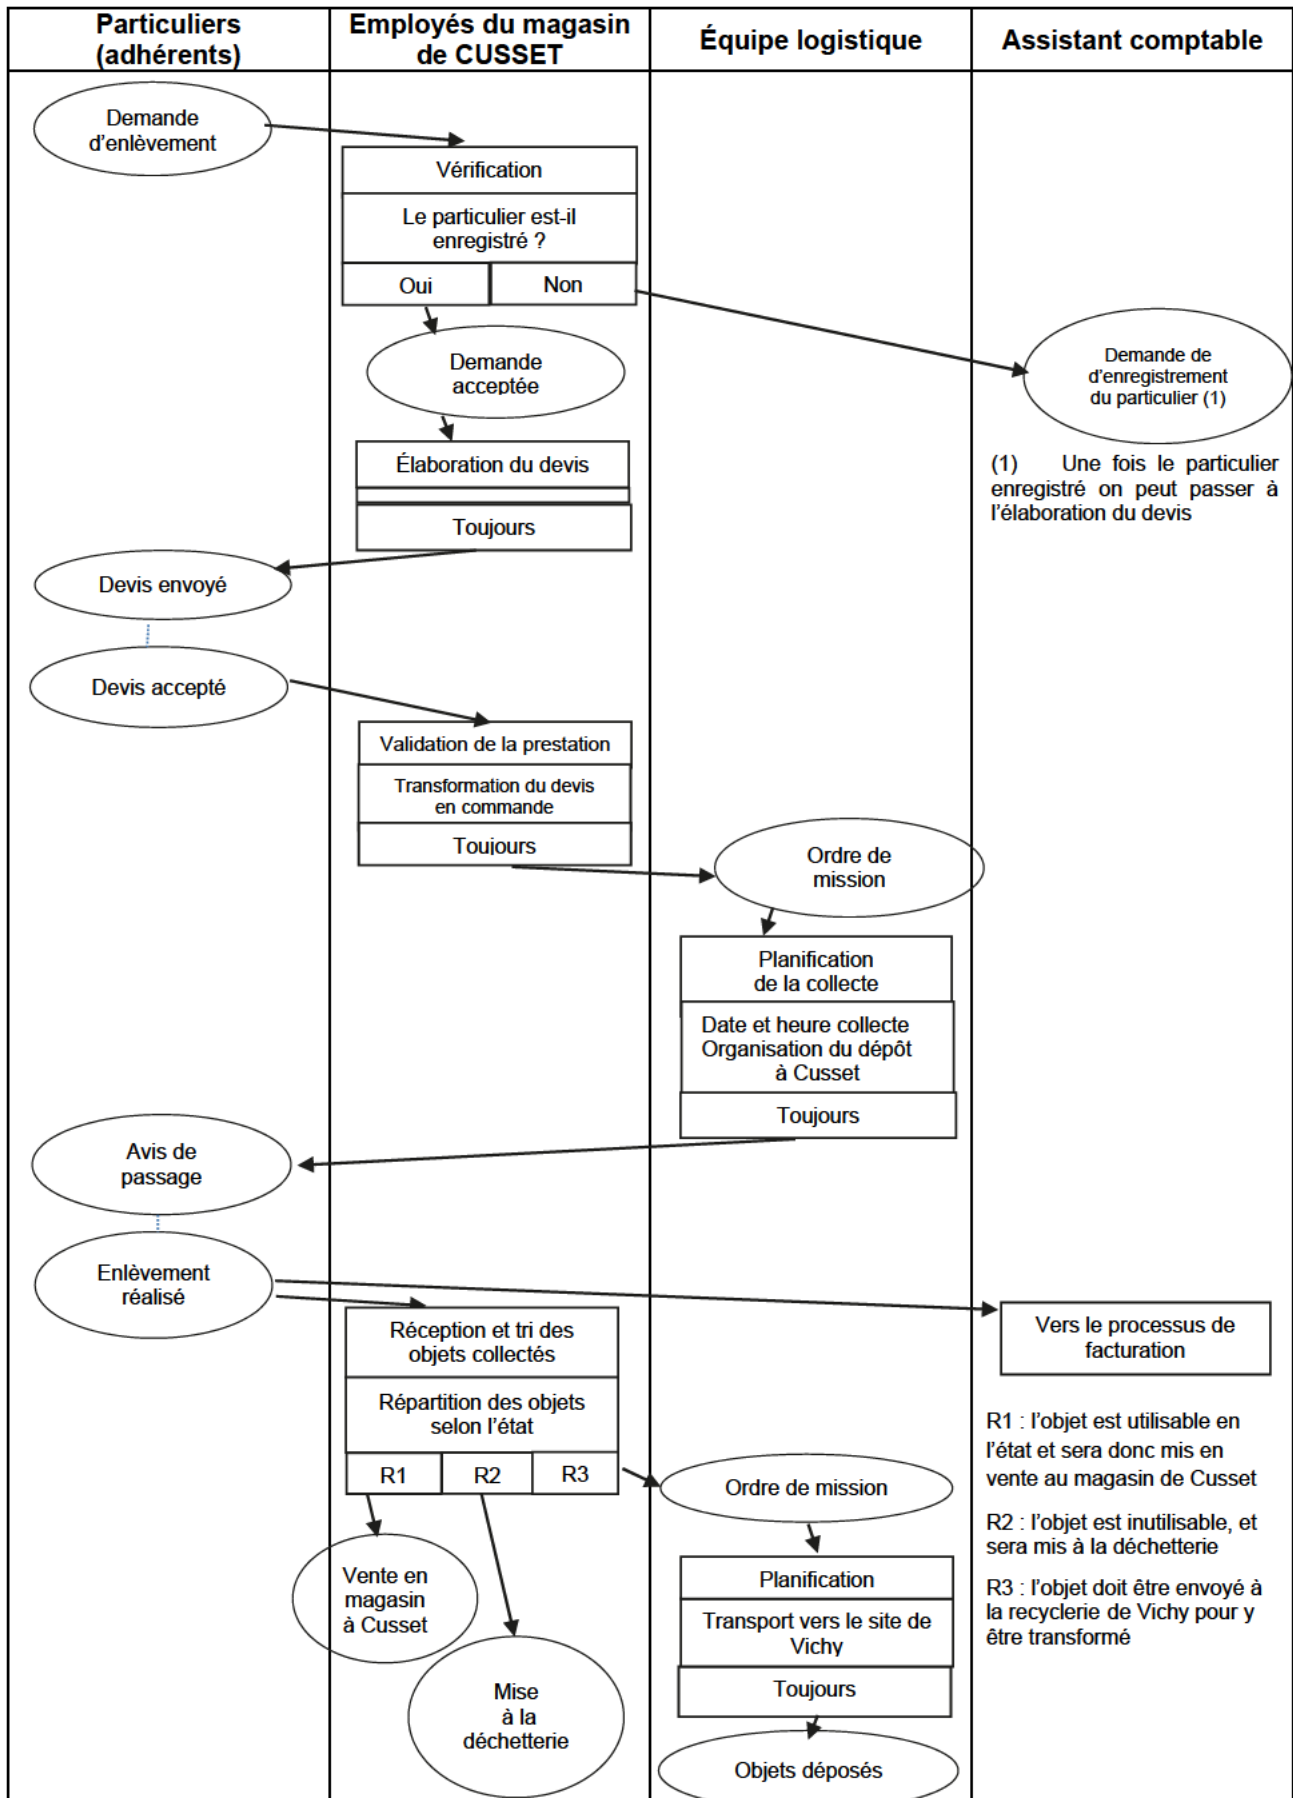 Particuliers
(adhérents)
Employés du magasin
de CUSSET
Équipe logistique
Assistant comptable
Demande
d'enlèvement
Vérification
Le particulier est-il
enregistré ?
Oui
Non
Demande
acceptée
Demande de
d'enregistrement
du particulier (1)
(1) Une fois le particulier
enregistré on peut passer à
l'élaboration du devis
Élaboration du devis
Toujours
Devis envoyé
Devis accepté
Validation de la prestation
Transformation du devis
en commande
Toujours
Ordre de
mission
Planification
de la collecte
Date et heure collecte
Organisation du dépôt
à Cusset
Toujours
Avis de
passage
Enlèvement
réalisé
Réception et tri des
objets collectés
Répartition des objets
selon l'état
R1
R2
R3
Vers le processus de
facturation
R1 : l'objet est utilisable en
l'état et sera donc mis en
vente au magasin de Cusset
R2 : l'objet est inutilisable, et
sera mis à la déchetterie
R3 : l'objet doit être envoyé à
la recyclerie de Vichy pour y
être transformé
Ordre de mission
Vente en
magasin
à Cusset
Mise
à la
déchetterie
Planification
Transport vers le site de
Vichy
Toujours
Objets déposés